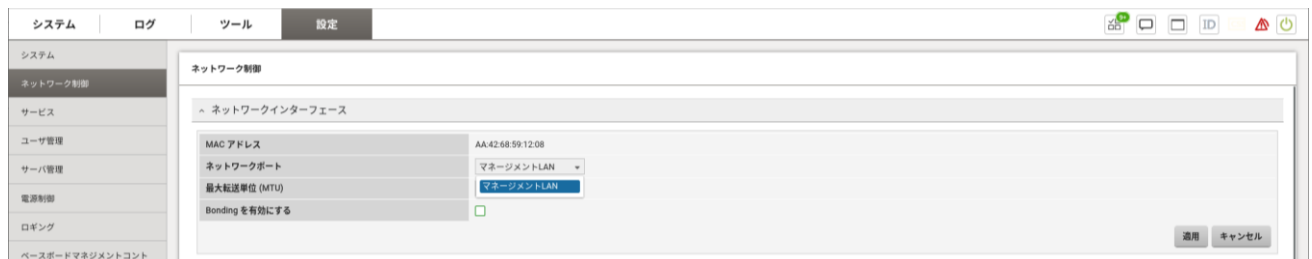 システム ログ ツール 設定
9+
ID
システム
ネットワーク制御
サービス
ユーザ管理
サーバ管理
電源制御
ロギング
ベースボードマネジメントコント
ネットワーク制御
ネットワークインターフェース
MAC アドレス AA:42:68:59:12:08
ネットワークポート マネージメントLAN
最大転送単位 (MTU) マネージメントLAN
Bonding を有効にする
適用 キャンセル